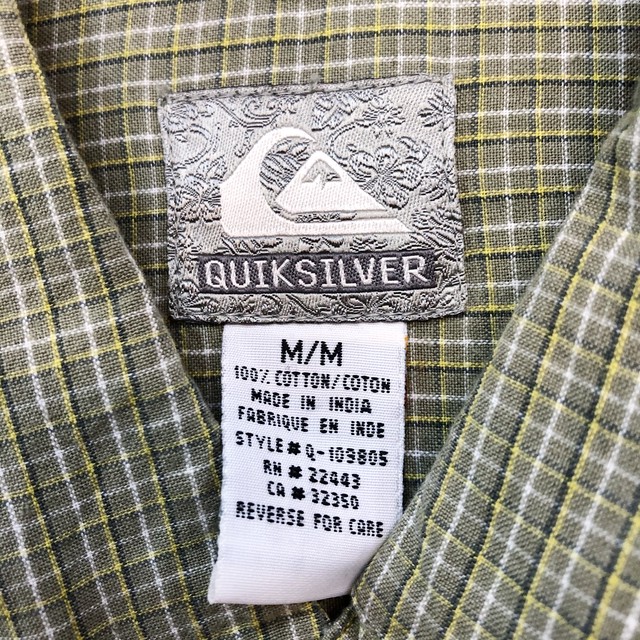 QUIKSILVER
M/M
100% COTTON/COTON
MADE IN INDIA
FABRIQUE EN INDE
STYLE# Q-109805
RN# 22443
CA# 32350
REVERSE FOR CARE